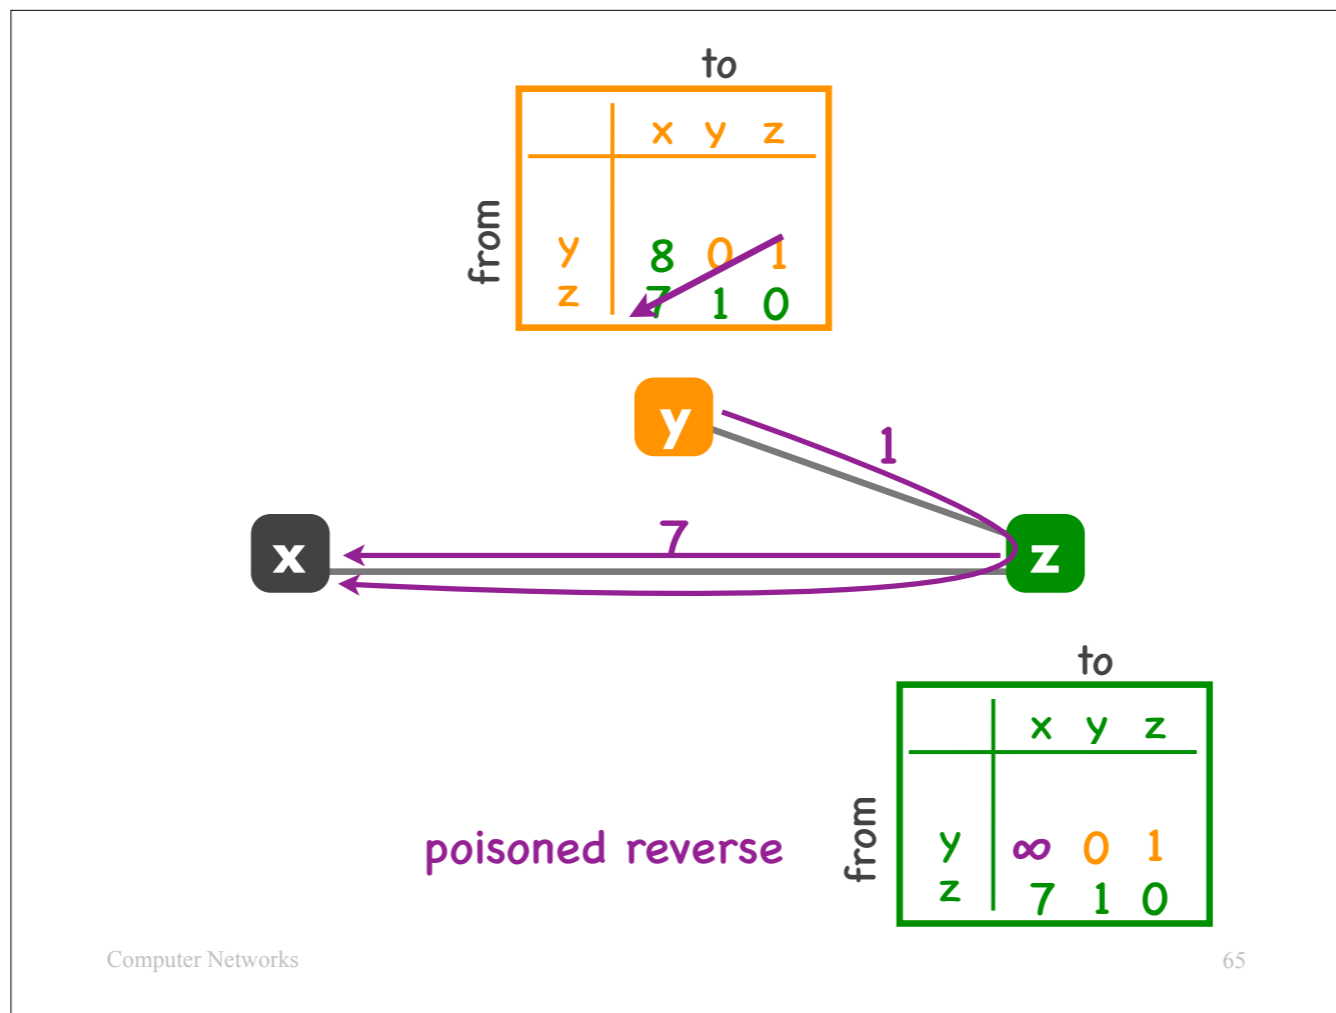 to
x y z
from
y 8 0 1
z 7 1 0
y
1
7
x
z
to
x y z
poisoned reverse
from
y ∞ 0 1
z 7 1 0
Computer Networks
65